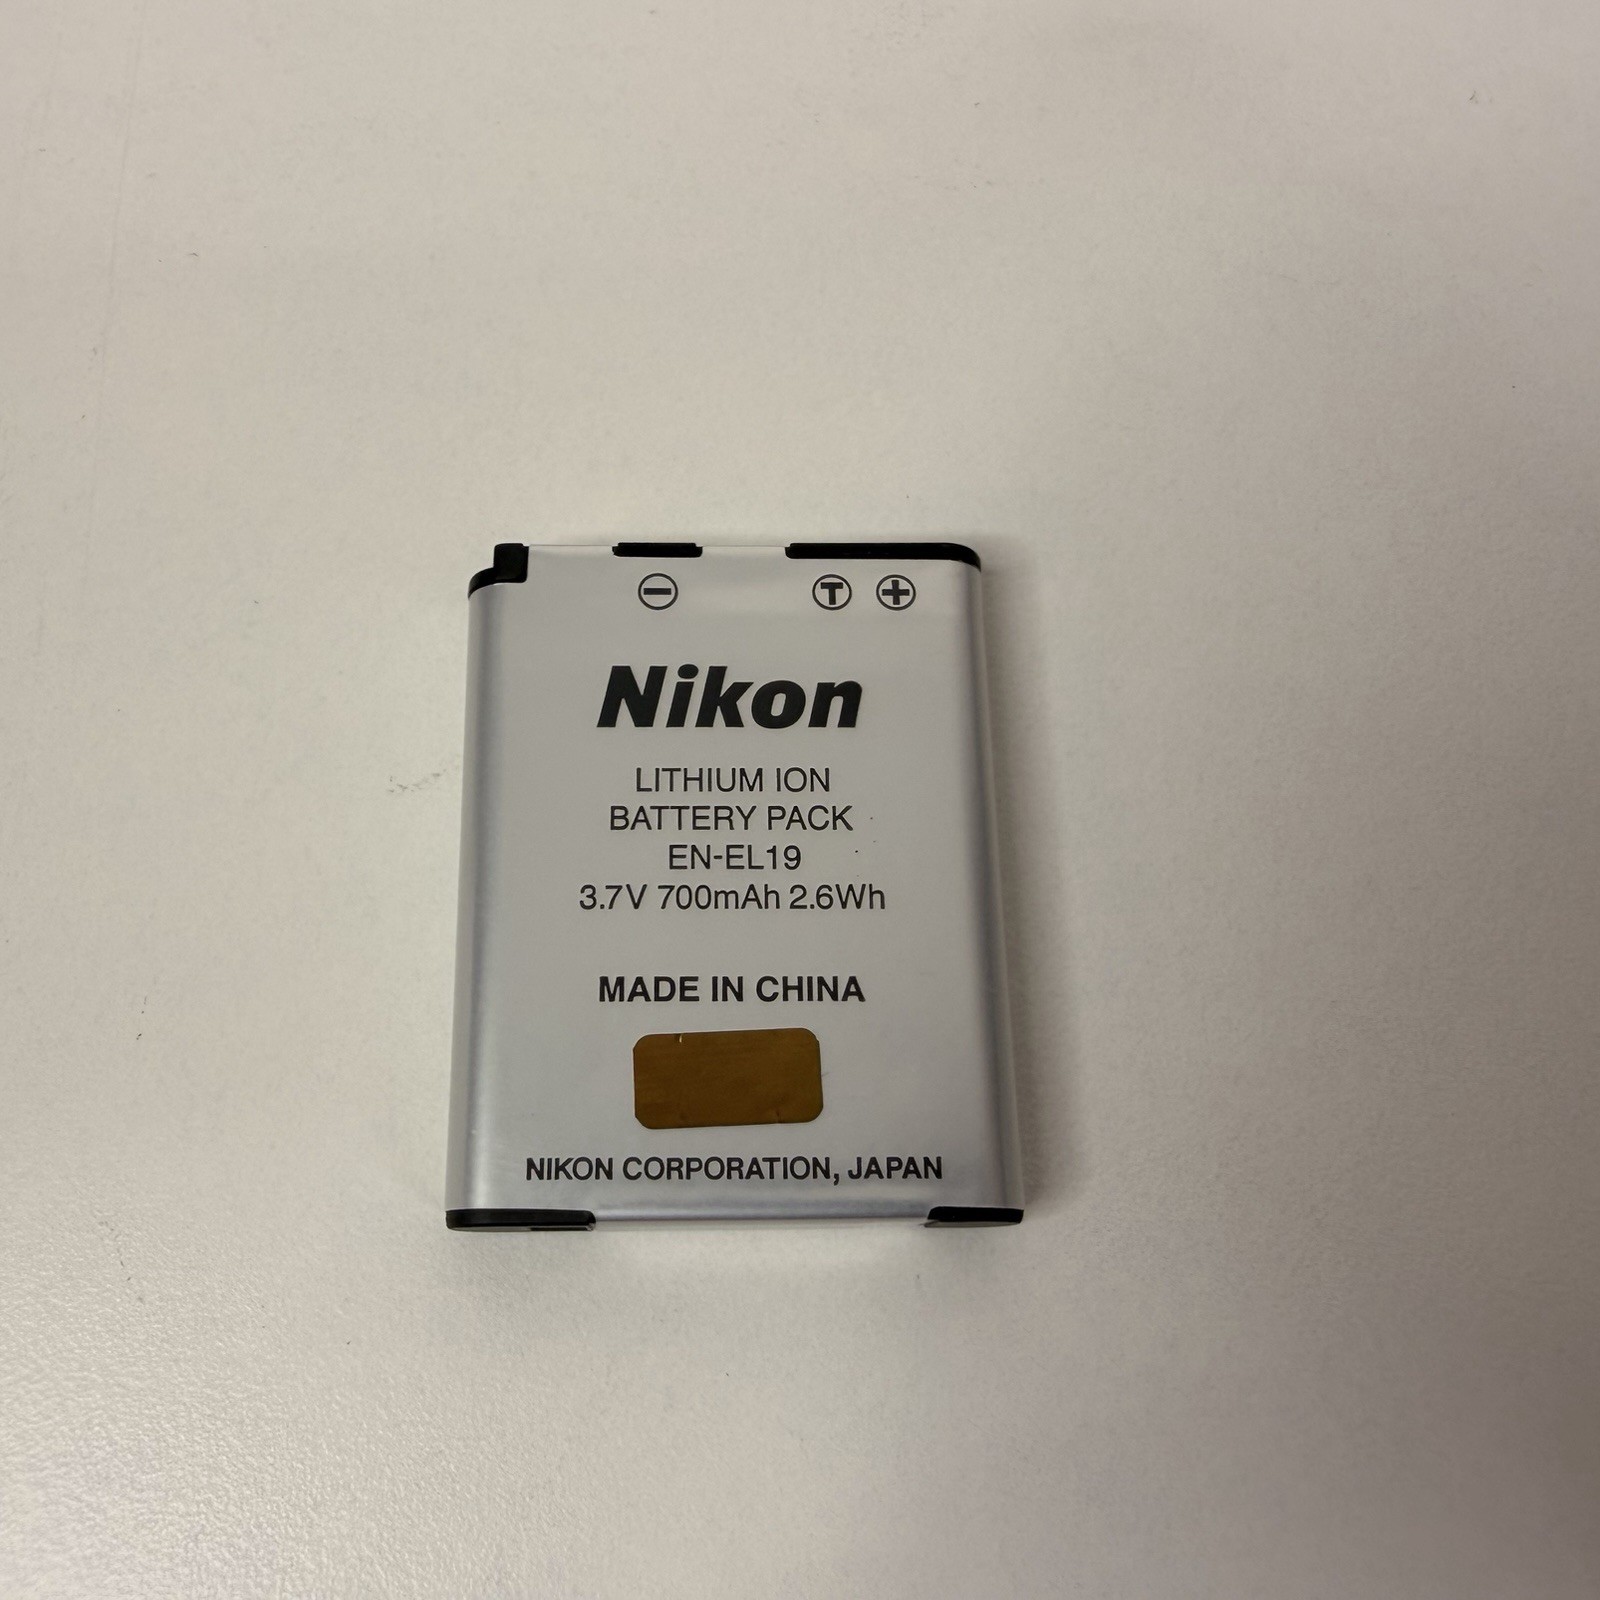 − T +
Nikon
LITHIUM ION
BATTERY PACK
EN-EL19
3.7V 700mAh 2.6Wh
MADE IN CHINA
NIKON CORPORATION, JAPAN